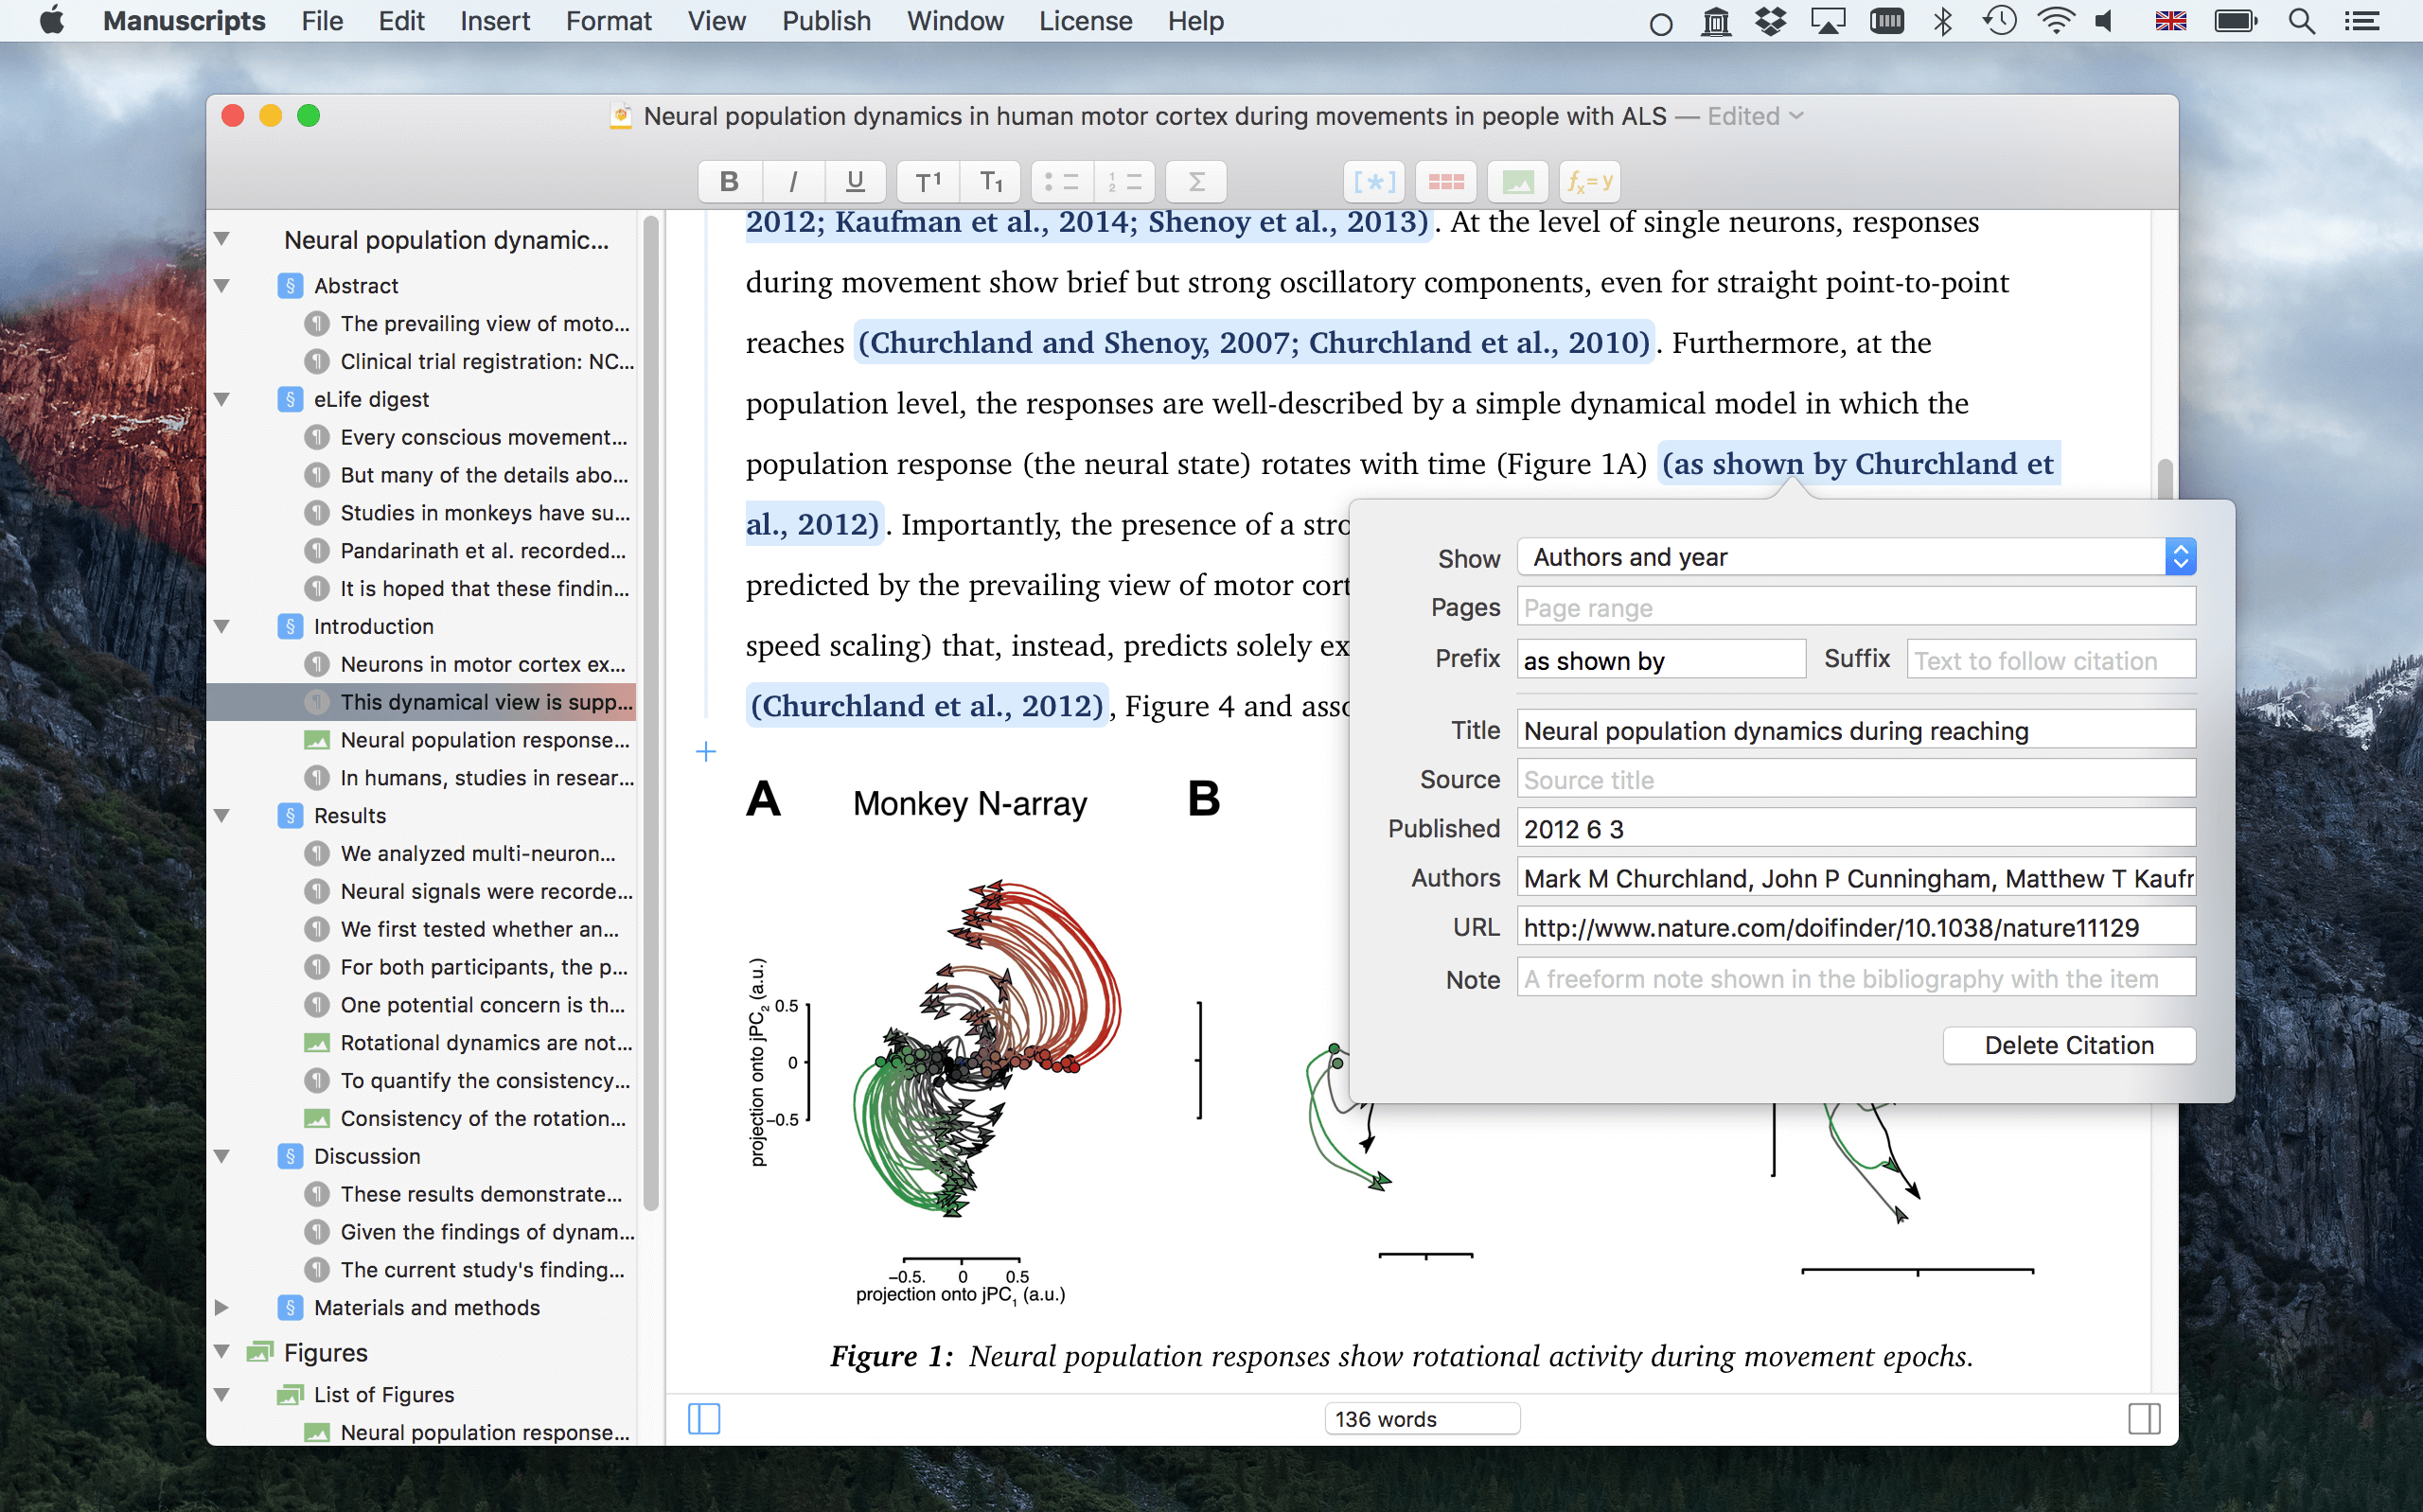 Manuscripts File Edit Insert Format View Publish Window License Help
Neural population dynamics in human motor cortex during movements in people with ALS — Edited
B I U T¹ T₁ Σ [*] fx=y
Neural population dynamic...
§ Abstract
¶ The prevailing view of moto...
¶ Clinical trial registration: NC...
§ eLife digest
¶ Every conscious movement...
¶ But many of the details abo...
¶ Studies in monkeys have su...
¶ Pandarinath et al. recorded...
¶ It is hoped that these findin...
§ Introduction
¶ Neurons in motor cortex ex...
¶ This dynamical view is supp...
Neural population response...
¶ In humans, studies in resear...
§ Results
¶ We analyzed multi-neuron...
¶ Neural signals were recorde...
¶ We first tested whether an...
¶ For both participants, the p...
¶ One potential concern is th...
Rotational dynamics are not...
¶ To quantify the consistency...
Consistency of the rotation...
§ Discussion
¶ These results demonstrate...
¶ Given the findings of dynam...
¶ The current study's finding...
§ Materials and methods
Figures
List of Figures
Neural population response...
2012; Kaufman et al., 2014; Shenoy et al., 2013). At the level of single neurons, responses
during movement show brief but strong oscillatory components, even for straight point-to-point
reaches (Churchland and Shenoy, 2007; Churchland et al., 2010). Furthermore, at the
population level, the responses are well-described by a simple dynamical model in which the
population response (the neural state) rotates with time (Figure 1A) (as shown by Churchland et
al., 2012). Importantly, the presence of a stro
predicted by the prevailing view of motor cort
speed scaling) that, instead, predicts solely ex
(Churchland et al., 2012), Figure 4 and asso
Show Authors and year
Pages Page range
Prefix as shown by Suffix Text to follow citation
Title Neural population dynamics during reaching
Source Source title
Published 2012 6 3
Authors Mark M Churchland, John P Cunningham, Matthew T Kaufr
URL http://www.nature.com/doifinder/10.1038/nature11129
Note A freeform note shown in the bibliography with the item
Delete Citation
A Monkey N-array B
projection onto jPC₂ (a.u.)
0.5
0
−0.5
−0.5. 0 0.5
projection onto jPC₁ (a.u.)
Figure 1: Neural population responses show rotational activity during movement epochs.
136 words